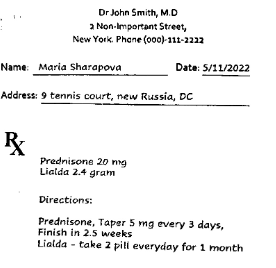 Dr John Smith, M.D
2 Non-Important Street,
New York. Phone (000)-111-2222
Name: Maria Sharapova Date: 5/11/2022
Address: 9 tennis court, new Russia, DC
Rx
Prednisone 20 mg
Lialda 2.4 gram
Directions:
Prednisone, Taper 5 mg every 3 days,
Finish in 2.5 weeks
Lialda - take 2 pill everyday for 1 month